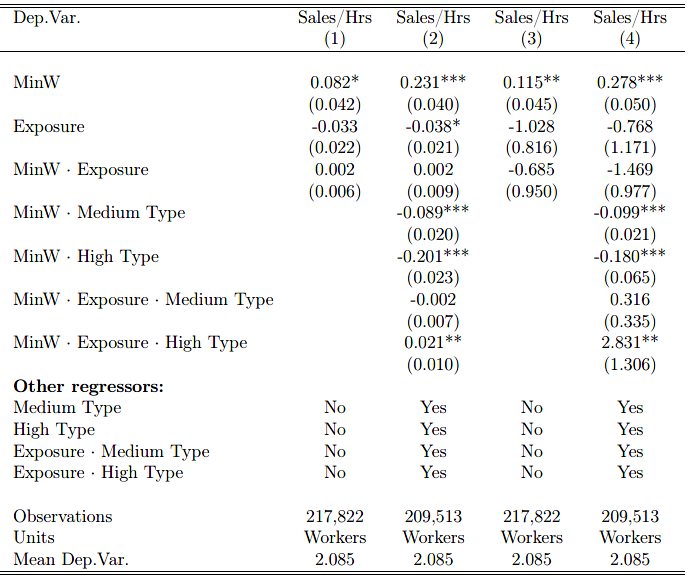 Dep.Var. Sales/Hrs Sales/Hrs Sales/Hrs Sales/Hrs
(1) (2) (3) (4)
MinW 0.082* 0.231*** 0.115** 0.278***
(0.042) (0.040) (0.045) (0.050)
Exposure -0.033 -0.038* -1.028 -0.768
(0.022) (0.021) (0.816) (1.171)
MinW · Exposure 0.002 0.002 -0.685 -1.469
(0.006) (0.009) (0.950) (0.977)
MinW · Medium Type -0.089*** -0.099***
(0.020) (0.021)
MinW · High Type -0.201*** -0.180***
(0.023) (0.065)
MinW · Exposure · Medium Type -0.002 0.316
(0.007) (0.335)
MinW · Exposure · High Type 0.021** 2.831**
(0.010) (1.306)
Other regressors:
Medium Type No Yes No Yes
High Type No Yes No Yes
Exposure · Medium Type No Yes No Yes
Exposure · High Type No Yes No Yes
Observations 217,822 209,513 217,822 209,513
Units Workers Workers Workers Workers
Mean Dep.Var. 2.085 2.085 2.085 2.085